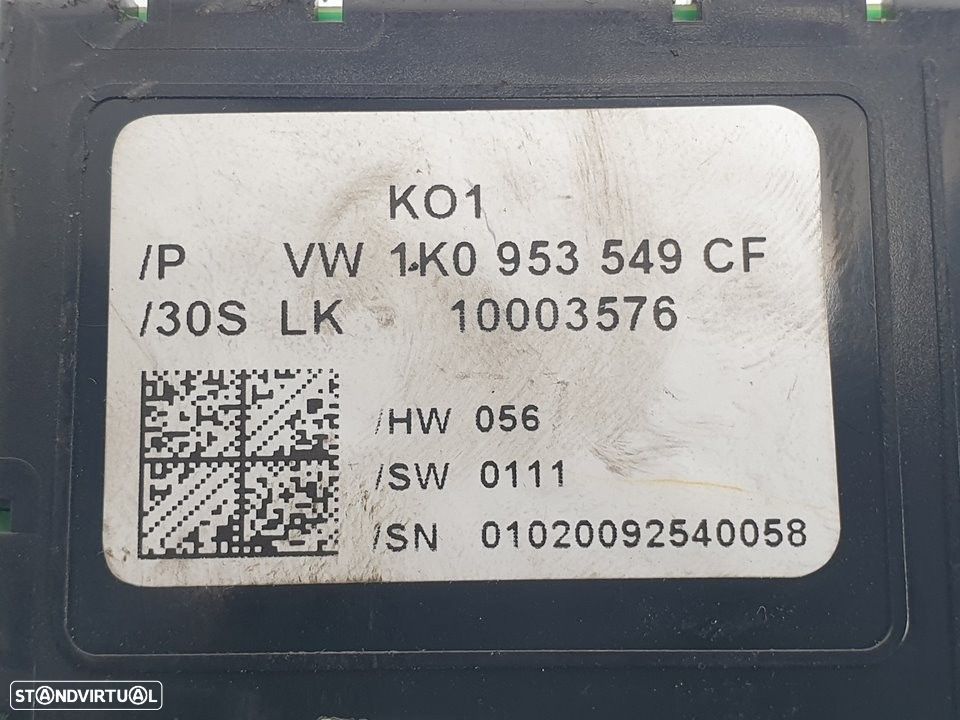 KO1
/P VW 1K0 953 549 CF
/30S LK 10003576
/HW 056
/SW 0111
/SN 01020092540058
STANDVIRTUAL